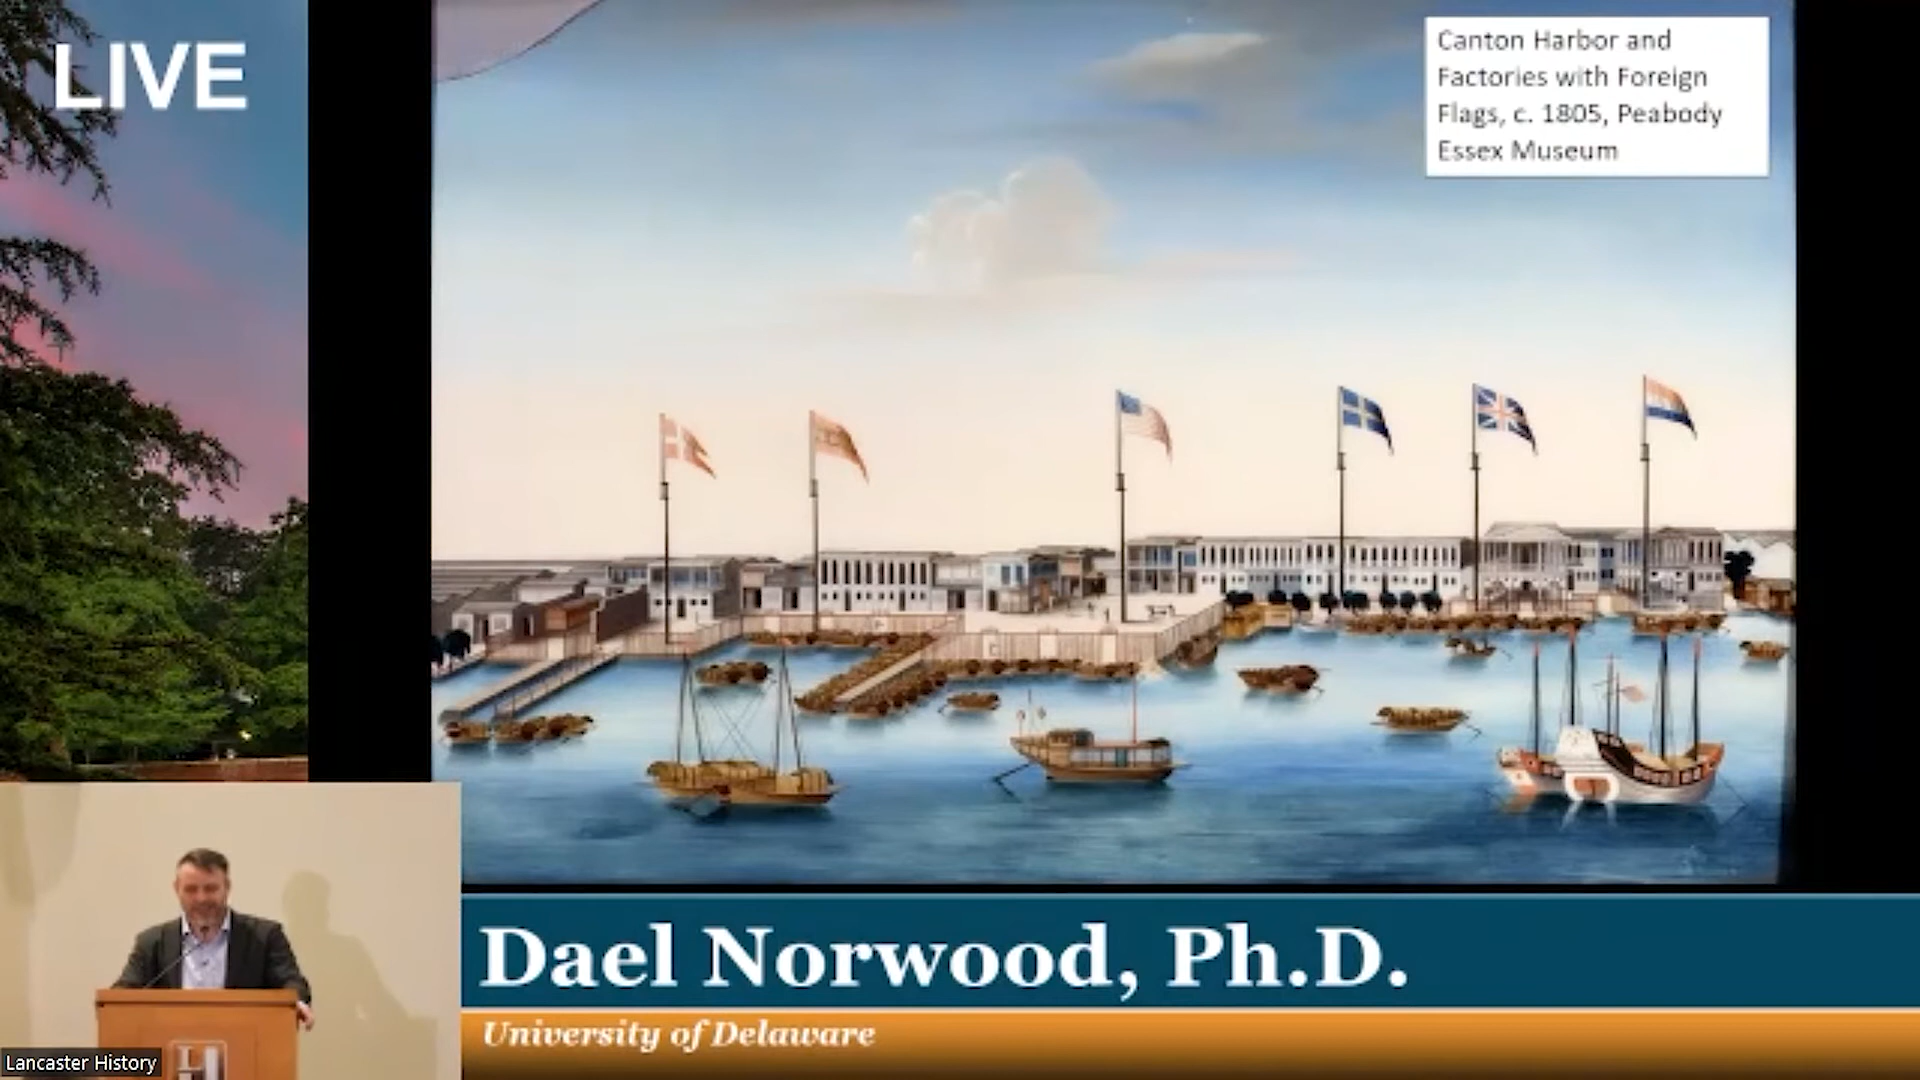 LIVE
Canton Harbor and
Factories with Foreign
Flags, c. 1805, Peabody
Essex Museum
Dael Norwood, Ph.D.
University of Delaware
Lancaster History
LH